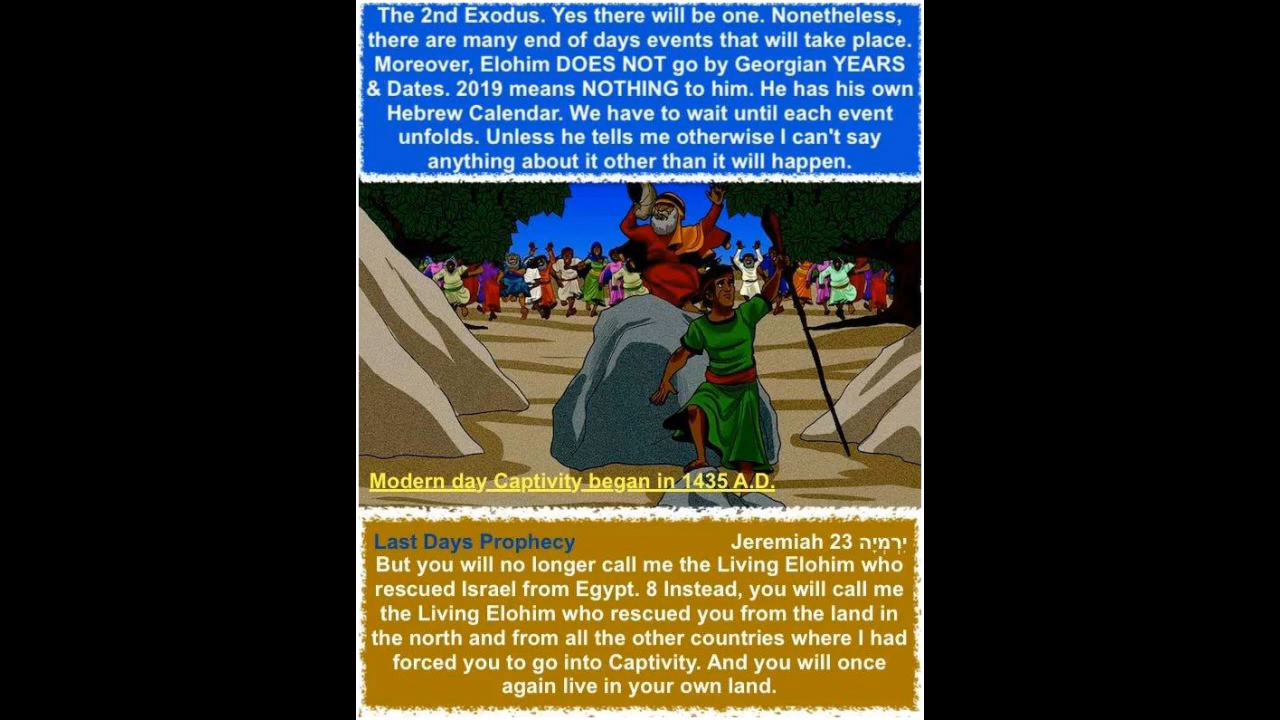 The 2nd Exodus. Yes there will be one. Nonetheless,
there are many end of days events that will take place.
Moreover, Elohim DOES NOT go by Georgian YEARS
& Dates. 2019 means NOTHING to him. He has his own
Hebrew Calendar. We have to wait until each event
unfolds. Unless he tells me otherwise I can't say
anything about it other than it will happen.
Modern day Captivity began in 1435 A.D.
Last Days Prophecy Jeremiah 23 יִרְמְיָה
But you will no longer call me the Living Elohim who
rescued Israel from Egypt. 8 Instead, you will call me
the Living Elohim who rescued you from the land in
the north and from all the other countries where I had
forced you to go into Captivity. And you will once
again live in your own land.